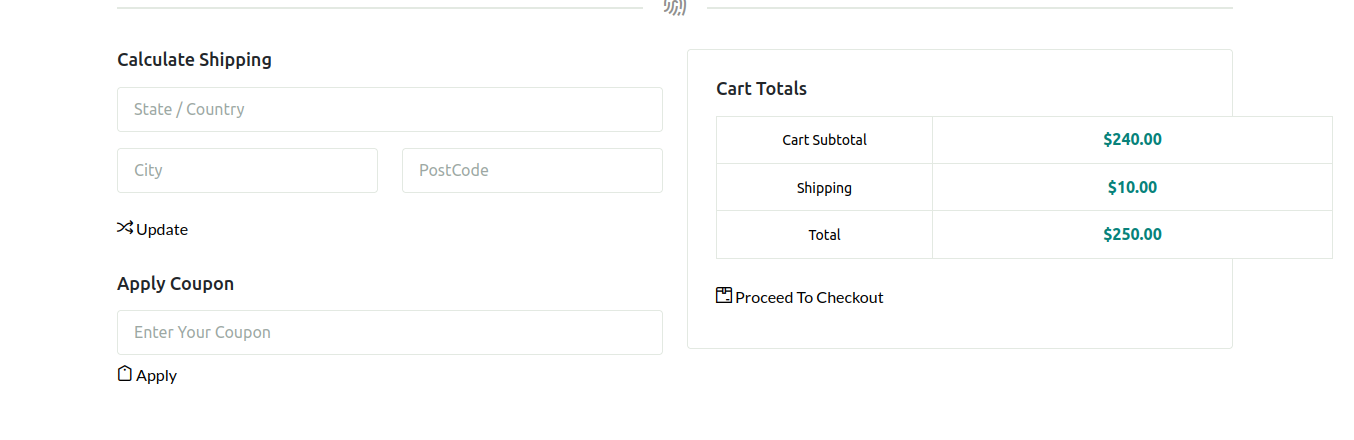 Calculate Shipping
State / Country
City PostCode
Update
Apply Coupon
Enter Your Coupon
Apply
Cart Totals
Cart Subtotal $240.00
Shipping $10.00
Total $250.00
Proceed To Checkout